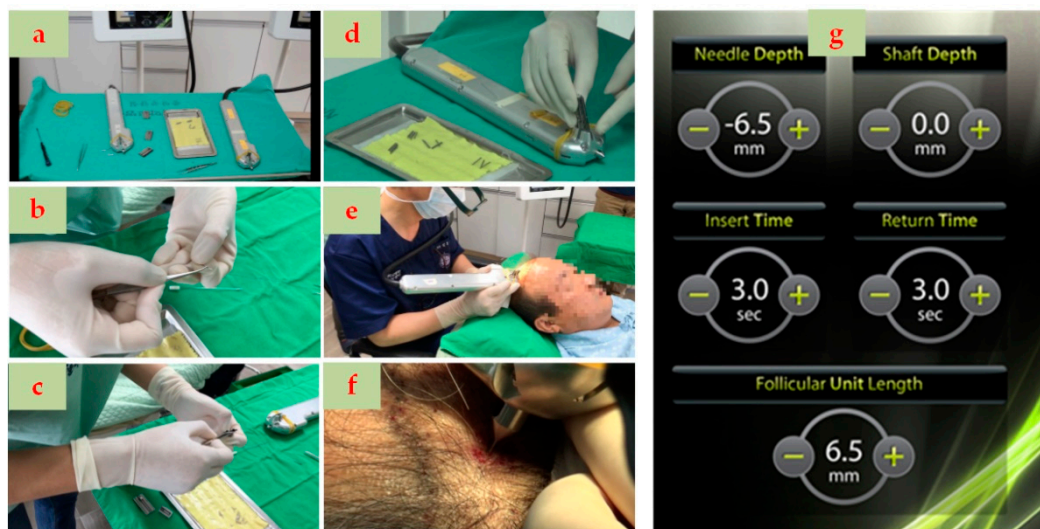 a
b
c
d
e
f
g
Needle Depth
-6.5
mm
Shaft Depth
0.0
mm
Insert Time
3.0
sec
Return Time
3.0
sec
Follicular Unit Length
6.5
mm